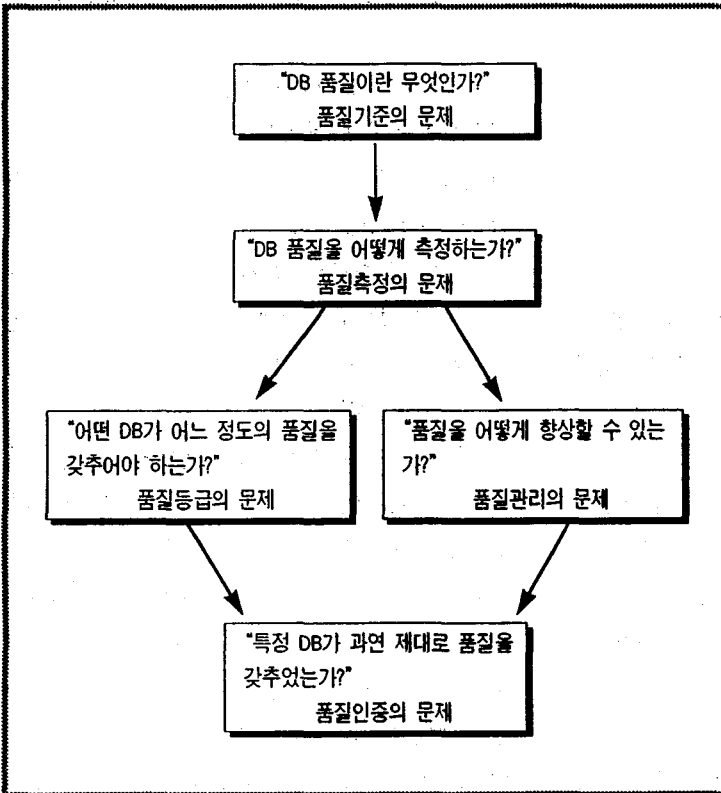 "DB 품질이란 무엇인가?"
품질기준의 문제
"DB 품질을 어떻게 측정하는가?"
품질측정의 문제
"어떤 DB가 어느 정도의 품질을
갖추어야 하는가?"
품질등급의 문제
"품질을 어떻게 향상할 수 있는
가?"
품질관리의 문제
"특정 DB가 과연 제대로 품질을
갖추었는가?"
품질인증의 문제